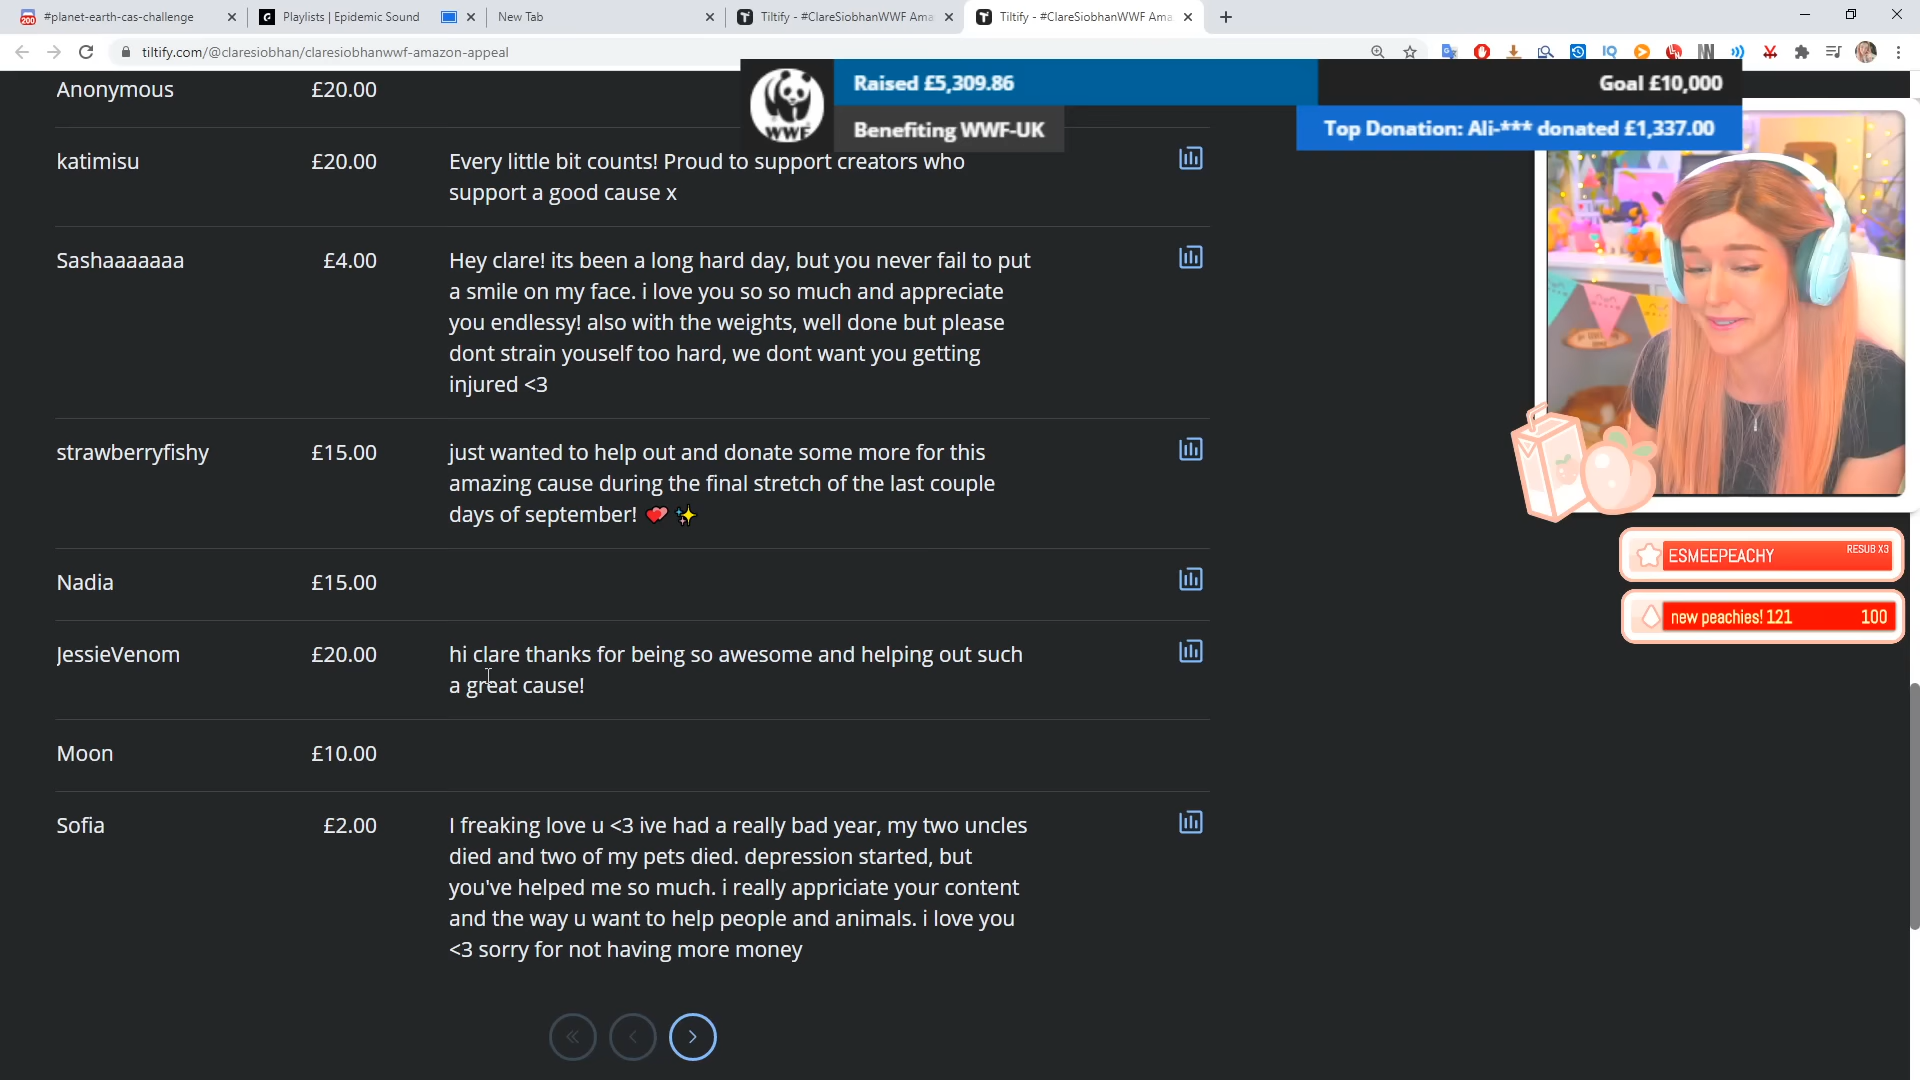 #planet-earth-cas-challenge
Playlists | Epidemic Sound
New Tab
Tiltify - #ClareSiobhanWWF Ama
Tiltify - #ClareSiobhanWWF Ama
tiltify.com/@claresiobhan/claresiobhanwwf-amazon-appeal
Raised £5,309.86
Goal £10,000
WWF
Benefiting WWF-UK
Top Donation: Ali-*** donated £1,337.00
Anonymous £20.00
katimisu £20.00 Every little bit counts! Proud to support creators who
support a good cause x
Sashaaaaaaa £4.00 Hey clare! its been a long hard day, but you never fail to put
a smile on my face. i love you so so much and appreciate
you endlessy! also with the weights, well done but please
dont strain youself too hard, we dont want you getting
injured <3
strawberryfishy £15.00 just wanted to help out and donate some more for this
amazing cause during the final stretch of the last couple
days of september! 💕 ✨
Nadia £15.00
JessieVenom £20.00 hi clare thanks for being so awesome and helping out such
a great cause!
Moon £10.00
Sofia £2.00 I freaking love u <3 ive had a really bad year, my two uncles
died and two of my pets died. depression started, but
you've helped me so much. i really appriciate your content
and the way u want to help people and animals. i love you
<3 sorry for not having more money
ESMEEPEACHY RESUB X3
new peachies! 121 100